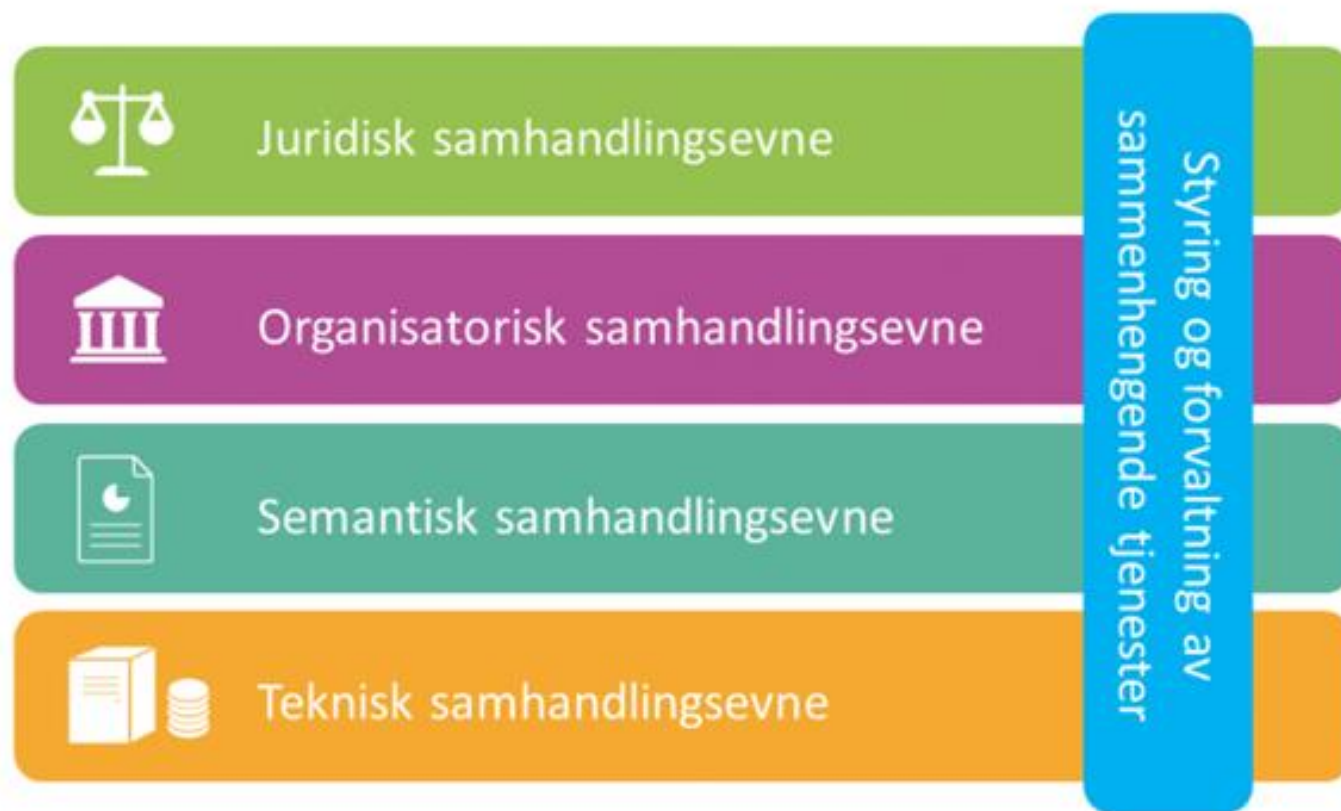 Juridisk samhandlingsevne
Organisatorisk samhandlingsevne
Semantisk samhandlingsevne
Teknisk samhandlingsevne
Styring og forvaltning av
sammenhengende tjenester